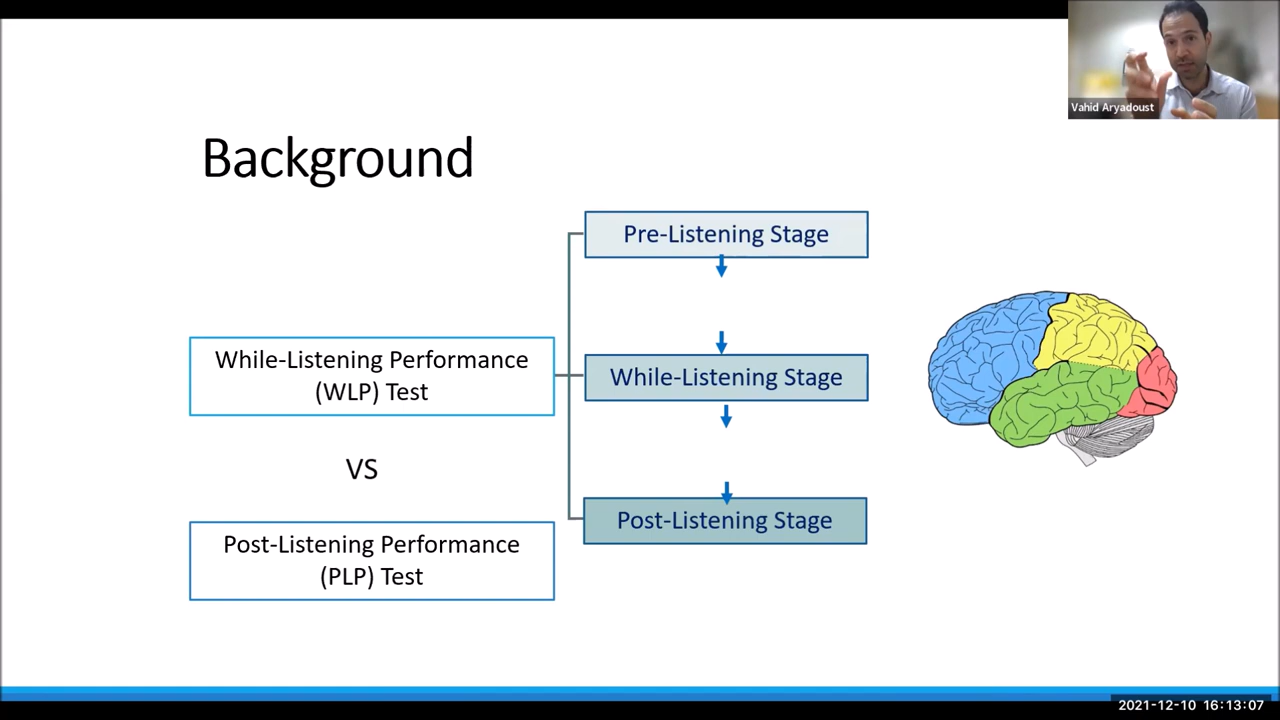 Vahid Aryadoust
Background
Pre-Listening Stage
While-Listening Performance
(WLP) Test
While-Listening Stage
VS
Post-Listening Stage
Post-Listening Performance
(PLP) Test
2021-12-10 16:13:07